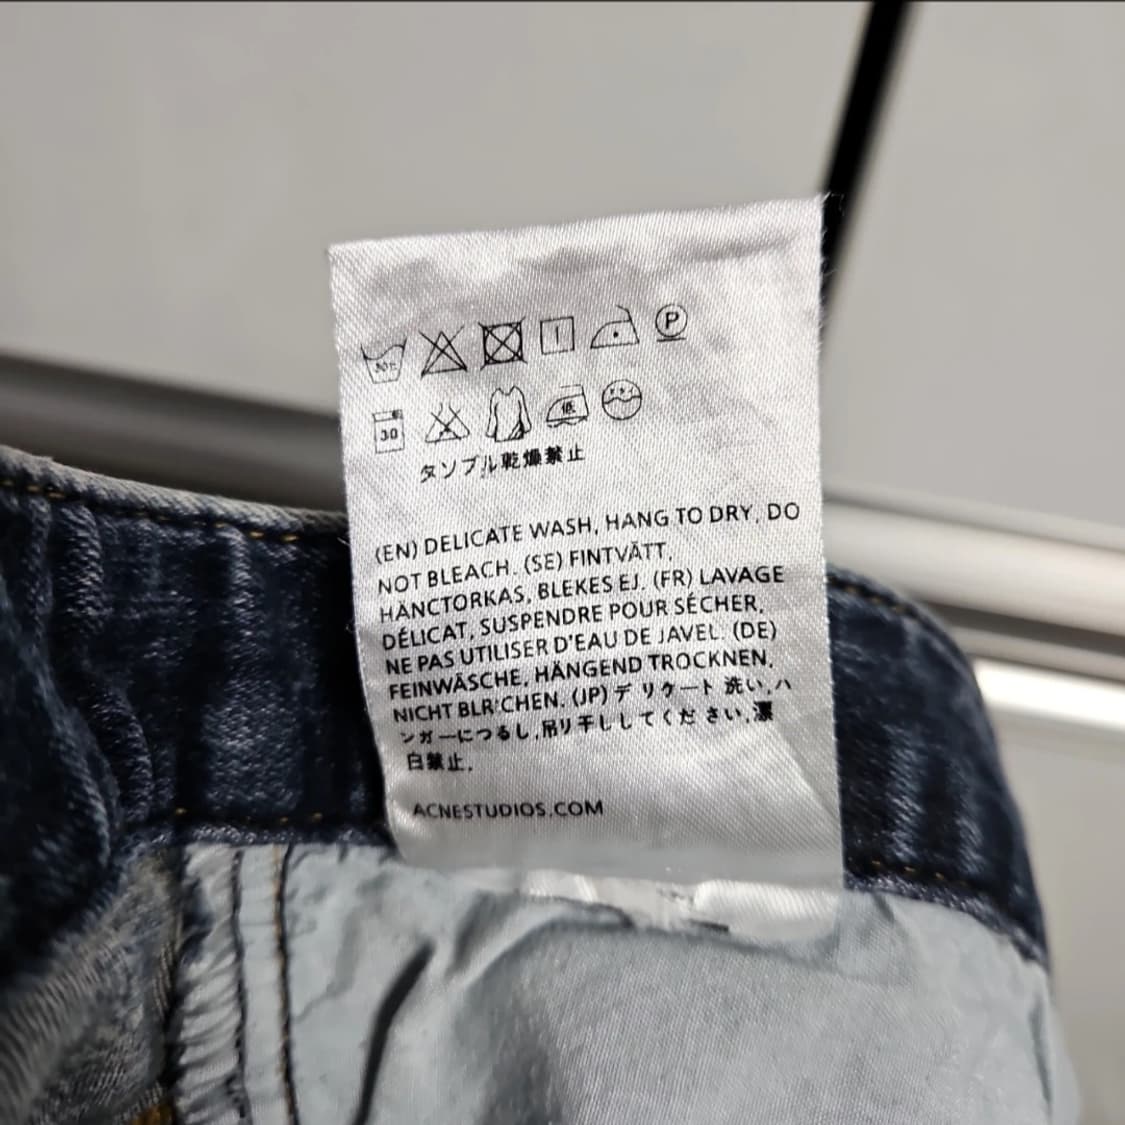 30
P
30
低
タンブル乾燥禁止
(EN) DELICATE WASH, HANG TO DRY, DO
NOT BLEACH. (SE) FINTVÄTT,
HÄNCTORKAS, BLEKES EJ. (FR) LAVAGE
DÉLICAT, SUSPENDRE POUR SÉCHER,
NE PAS UTILISER D'EAU DE JAVEL. (DE)
FEINWÄSCHE, HÄNGEND TROCKNEN,
NICHT BLR'CHEN. (JP) デリケート 洗い,ハ
ンガーにつるし,吊り干ししてください,漂
白禁止.
ACNESTUDIOS.COM